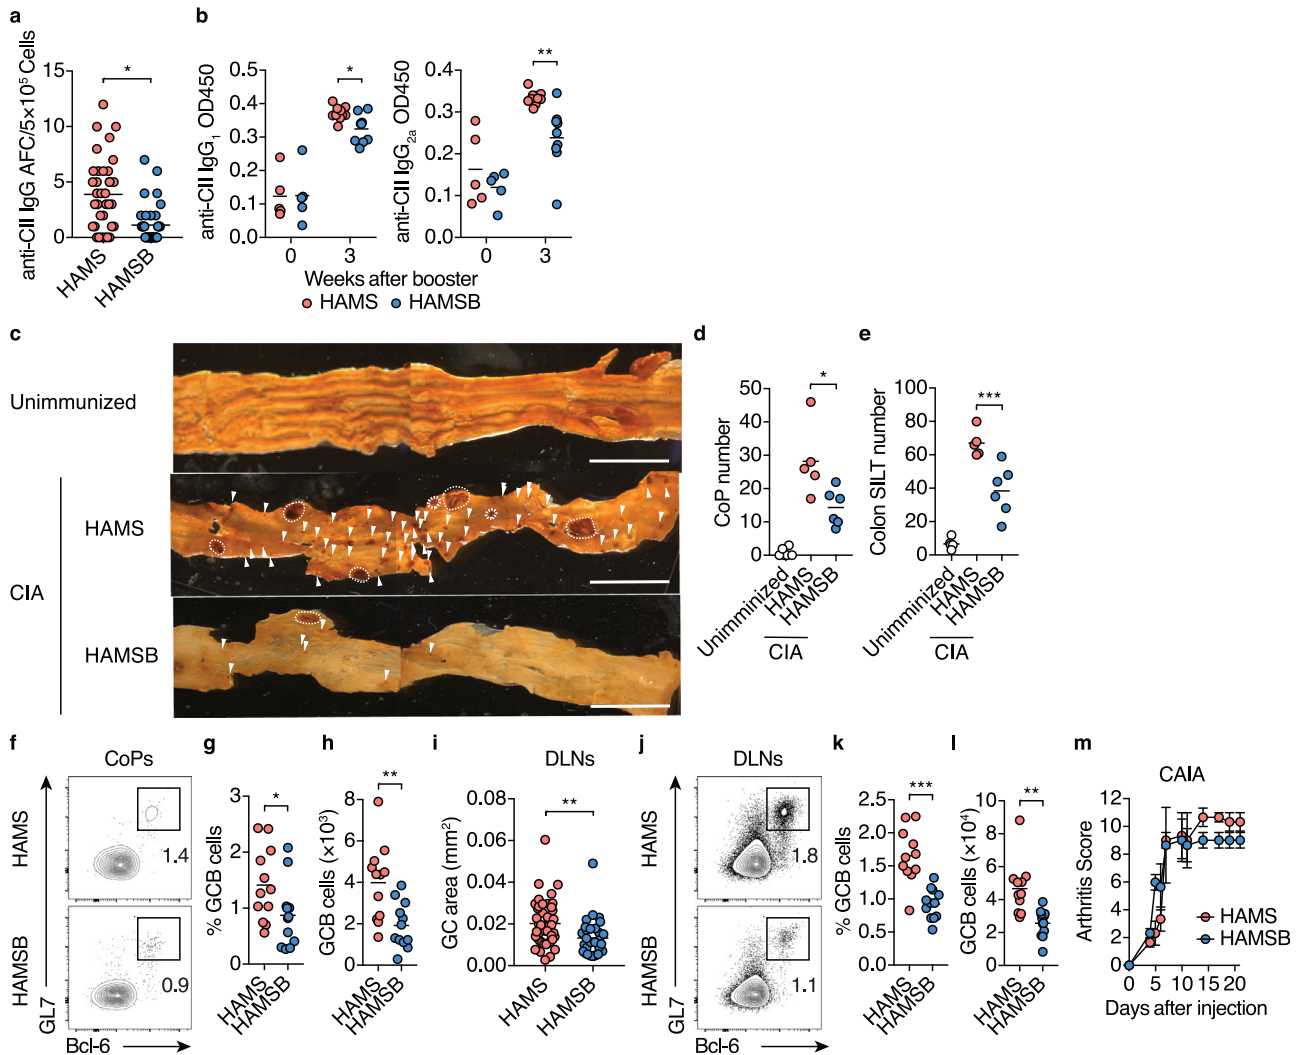 a
anti-CII IgG AFC/5×10⁵ Cells
15
10
5
0
*
HAMS
HAMSB
b
anti-CII IgG₁ OD450
0.5
0.4
0.3
0.2
0.1
0.0
*
0
3
anti-CII IgG₂ₐ OD450
0.4
0.3
0.2
0.1
0.0
**
0
3
Weeks after booster
HAMS
HAMSB
c
Unimmunized
CIA
HAMS
HAMSB
d
CoP number
50
40
30
20
10
0
*
Unimminized
HAMS
HAMSB
CIA
e
Colon SILT number
100
80
60
40
20
0
***
Unimminized
HAMS
HAMSB
CIA
f
CoPs
HAMS
1.4
HAMSB
0.9
GL7
Bcl-6
g
% GCB cells
3
2
1
0
*
HAMS
HAMSB
h
GCB cells (×10³)
8
6
4
2
0
**
HAMS
HAMSB
i
DLNs
GC area (mm²)
0.08
0.06
0.04
0.02
0.00
**
HAMS
HAMSB
j
DLNs
HAMS
1.8
HAMSB
1.1
GL7
Bcl-6
k
% GCB cells
2.5
2.0
1.5
1.0
0.5
0.0
***
HAMS
HAMSB
l
GCB cells (×10⁴)
10
8
6
4
2
0
**
HAMS
HAMSB
m
CAIA
Arthritis Score
12
10
8
6
4
2
0
0
5
10
15
20
Days after injection
HAMS
HAMSB